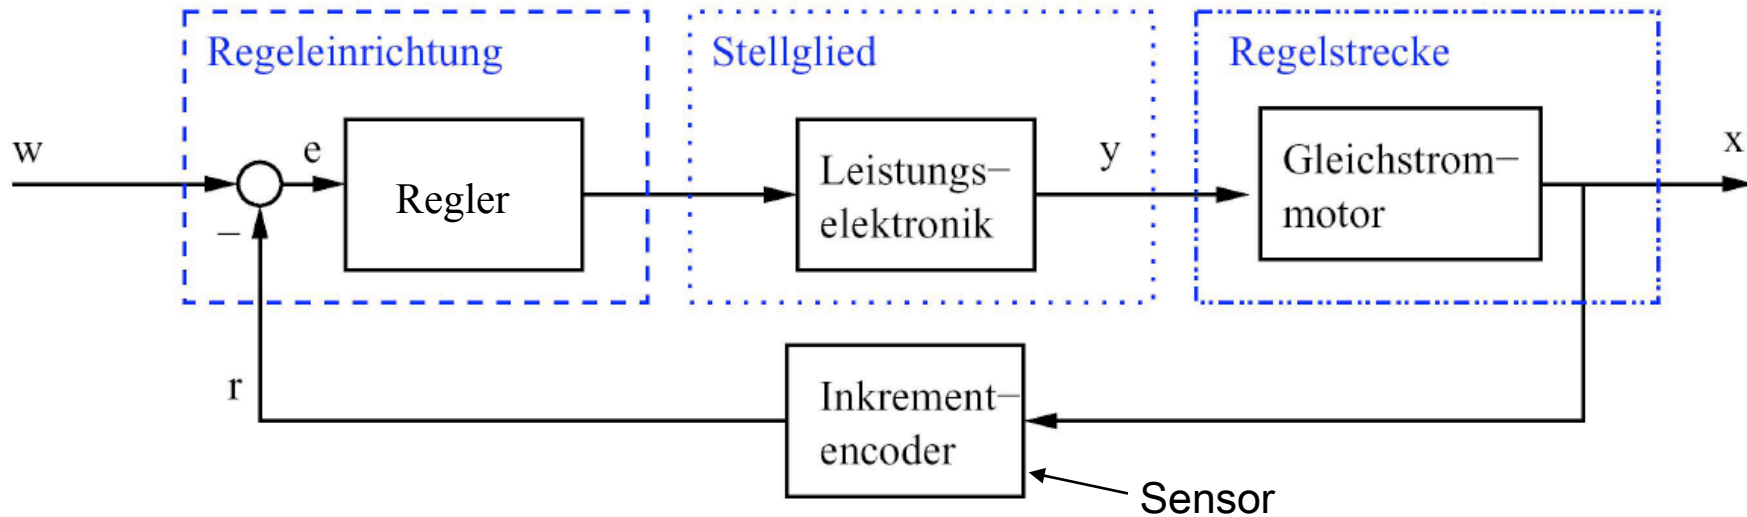 Regeleinrichtung
Stellglied
Regelstrecke
w
e
Regler
Leistungs−
elektronik
y
Gleichstrom−
motor
x
−
r
Inkrement−
encoder
Sensor